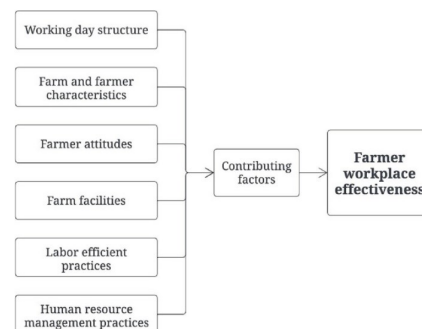 Working day structure
Farm and farmer
characteristics
Farmer attitudes
Farm facilities
Labor efficient
practices
Human resource
management practices
Contributing
factors
Farmer
workplace
effectiveness